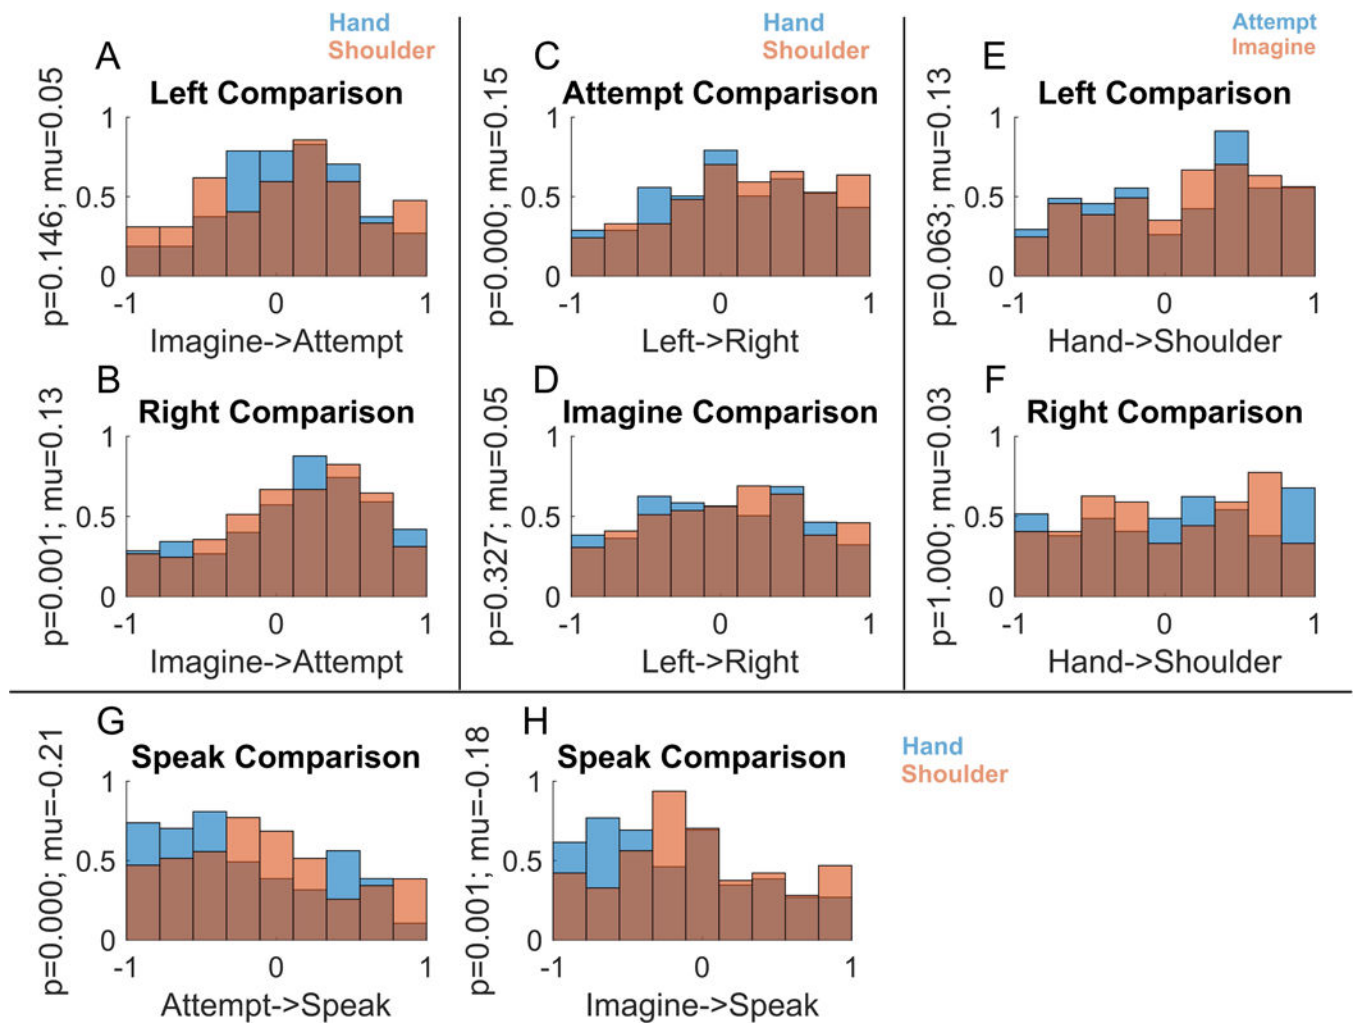 Hand
Shoulder
A
Left Comparison
p=0.146; mu=0.05
1
0.5
0
-1 0 1
Imagine->Attempt
B
Right Comparison
p=0.001; mu=0.13
1
0.5
0
-1 0 1
Imagine->Attempt
Hand
Shoulder
C
Attempt Comparison
p=0.000; mu=0.15
1
0.5
0
-1 0 1
Left->Right
D
Imagine Comparison
p=0.327; mu=0.05
1
0.5
0
-1 0 1
Left->Right
Attempt
Imagine
E
Left Comparison
p=0.063; mu=0.13
1
0.5
0
-1 0 1
Hand->Shoulder
F
Right Comparison
p=1.000; mu=0.03
1
0.5
0
-1 0 1
Hand->Shoulder
G
Speak Comparison
p=0.000; mu=-0.21
1
0.5
0
-1 0 1
Attempt->Speak
H
Speak Comparison
p=0.001; mu=-0.18
1
0.5
0
-1 0 1
Imagine->Speak
Hand
Shoulder